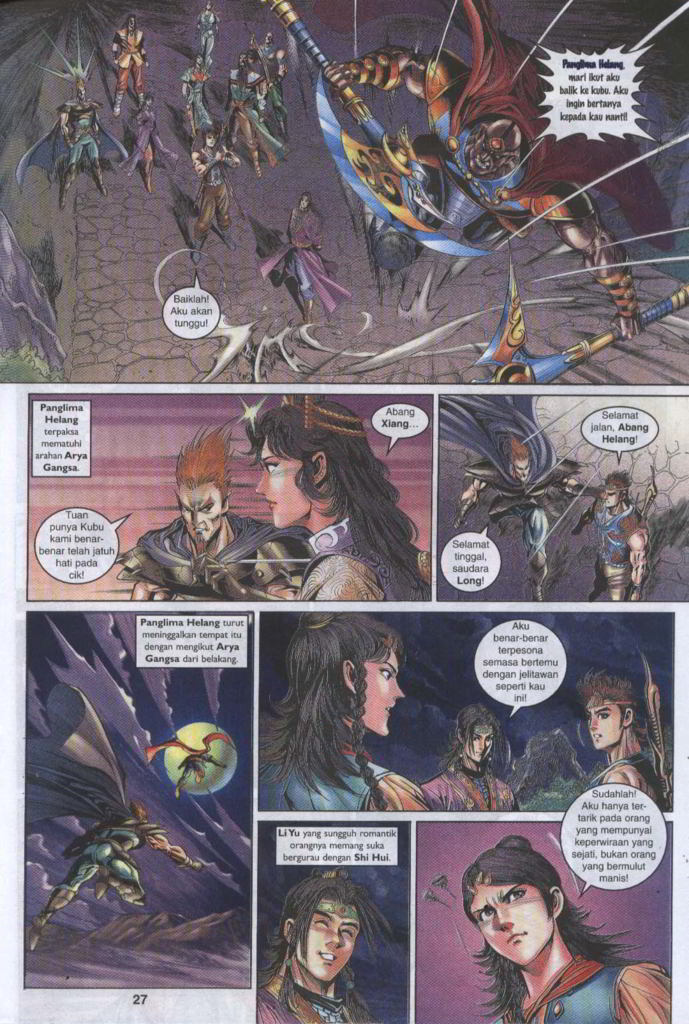 Panglima Helang,
mari ikut aku
balik ke kubu. Aku
ingin bertanya
kepada kau nanti!
Baiklah!
Aku akan
tunggu!
Panglima
Helang
terpaksa
mematuhi
arahan Arya
Gangsa.
Abang
Xiang...
Tuan
punya Kubu
kami benar-
benar telah jatuh
hati pada
cik!
Selamat
jalan, Abang
Helang!
Selamat
tinggal,
saudara
Long!
Panglima Helang turut
meninggalkan tempat itu
dengan mengikut Arya
Gangsa dari belakang.
Aku
benar-benar
terpesona
semasa bertemu
dengan jelitawan
seperti kau
ini!
Sudahlah!
Aku hanya ter-
tarik pada orang
yang mempunyai
keperwiraan yang
sejati, bukan orang
yang bermulut
manis!
Li Yu yang sungguh romantik
orangnya memang suka
bergurau dengan Shi Hui.
27